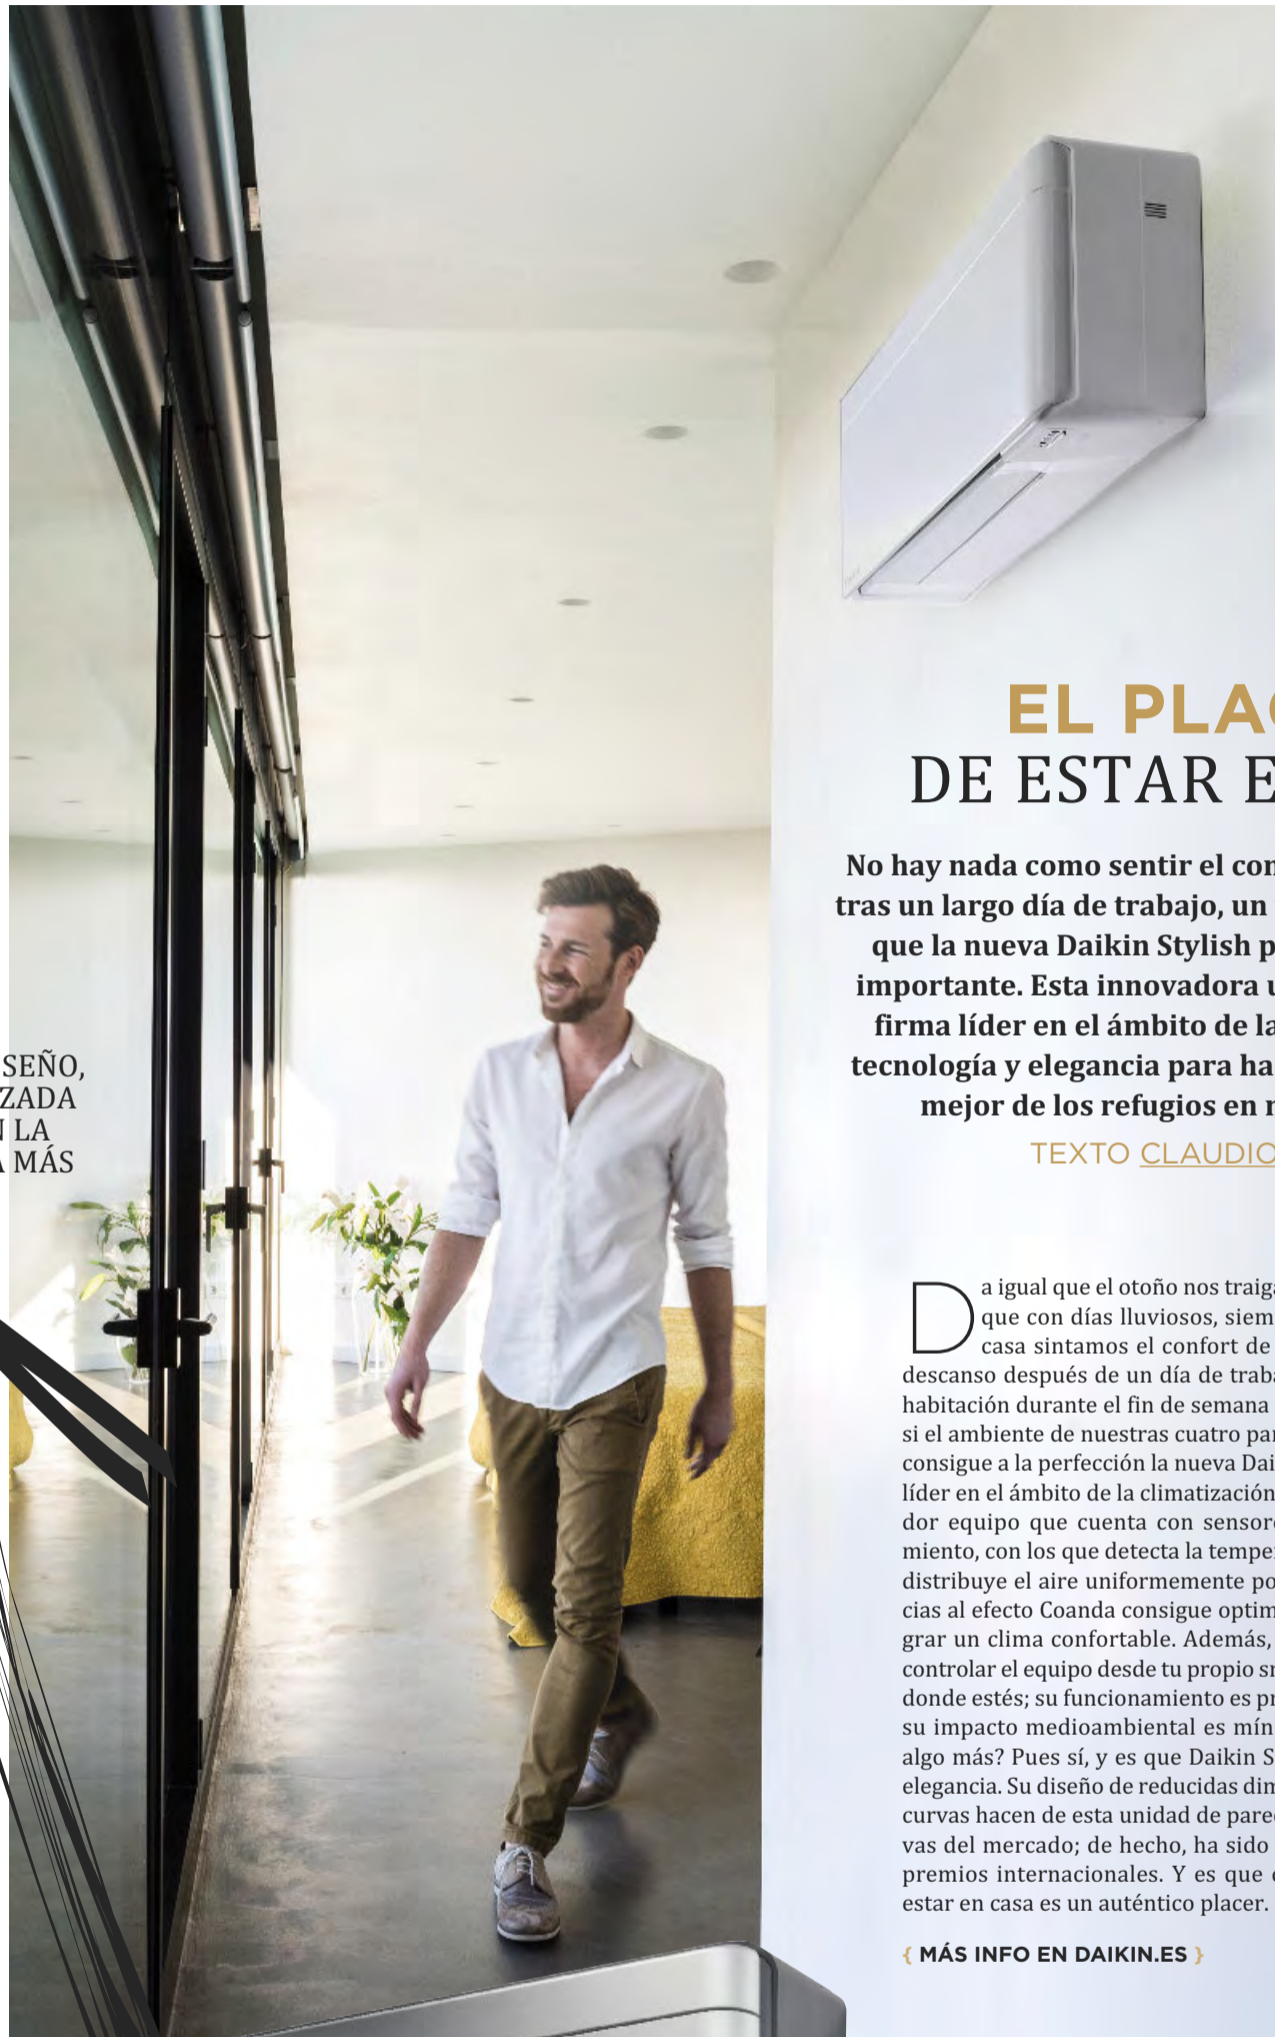 SEÑO,
ZADA
N LA
A MÁS
EL PLAC
DE ESTAR E
No hay nada como sentir el con
tras un largo día de trabajo, un
que la nueva Daikin Stylish p
importante. Esta innovadora u
firma líder en el ámbito de la
tecnología y elegancia para ha
mejor de los refugios en n
TEXTO CLAUDIO
Da igual que el otoño nos traiga
que con días lluviosos, siem
casa sintamos el confort de
descanso después de un día de traba
habitación durante el fin de semana
si el ambiente de nuestras cuatro par
consigue a la perfección la nueva Dai
líder en el ámbito de la climatización
dor equipo que cuenta con sensore
miento, con los que detecta la temper
distribuye el aire uniformemente po
cias al efecto Coanda consigue optim
grar un clima confortable. Además,
controlar el equipo desde tu propio sm
donde estés; su funcionamiento es pr
su impacto medioambiental es mín
algo más? Pues sí, y es que Daikin S
elegancia. Su diseño de reducidas dim
curvas hacen de esta unidad de pared
vas del mercado; de hecho, ha sido
premios internacionales. Y es que c
estar en casa es un auténtico placer.
{ MÁS INFO EN DAIKIN.ES }